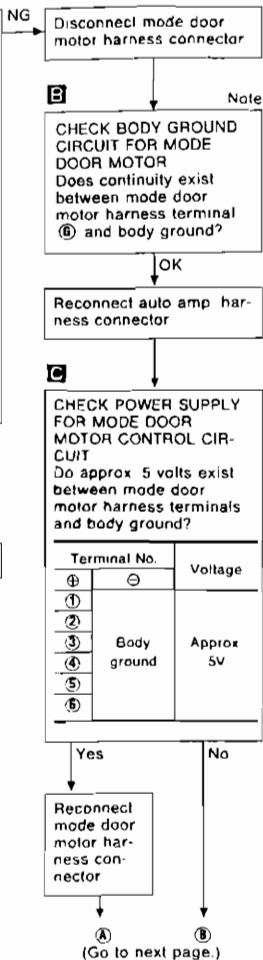 NG
Disconnect mode door
motor harness connector
B
Note
CHECK BODY GROUND
CIRCUIT FOR MODE
DOOR MOTOR
Does continuity exist
between mode door
motor harness terminal
⑥ and body ground?
OK
Reconnect auto amp har-
ness connector
C
CHECK POWER SUPPLY
FOR MODE DOOR
MOTOR CONTROL CIR-
CUIT
Do approx 5 volts exist
between mode door
motor harness terminals
and body ground?
Terminal No.
Voltage
⊕ ⊖
①
②
③ Body Approx
④ ground 5V
⑤
⑥
Yes No
Reconnect
mode door
motor har-
ness con-
nector
Ⓐ Ⓑ
(Go to next page.)